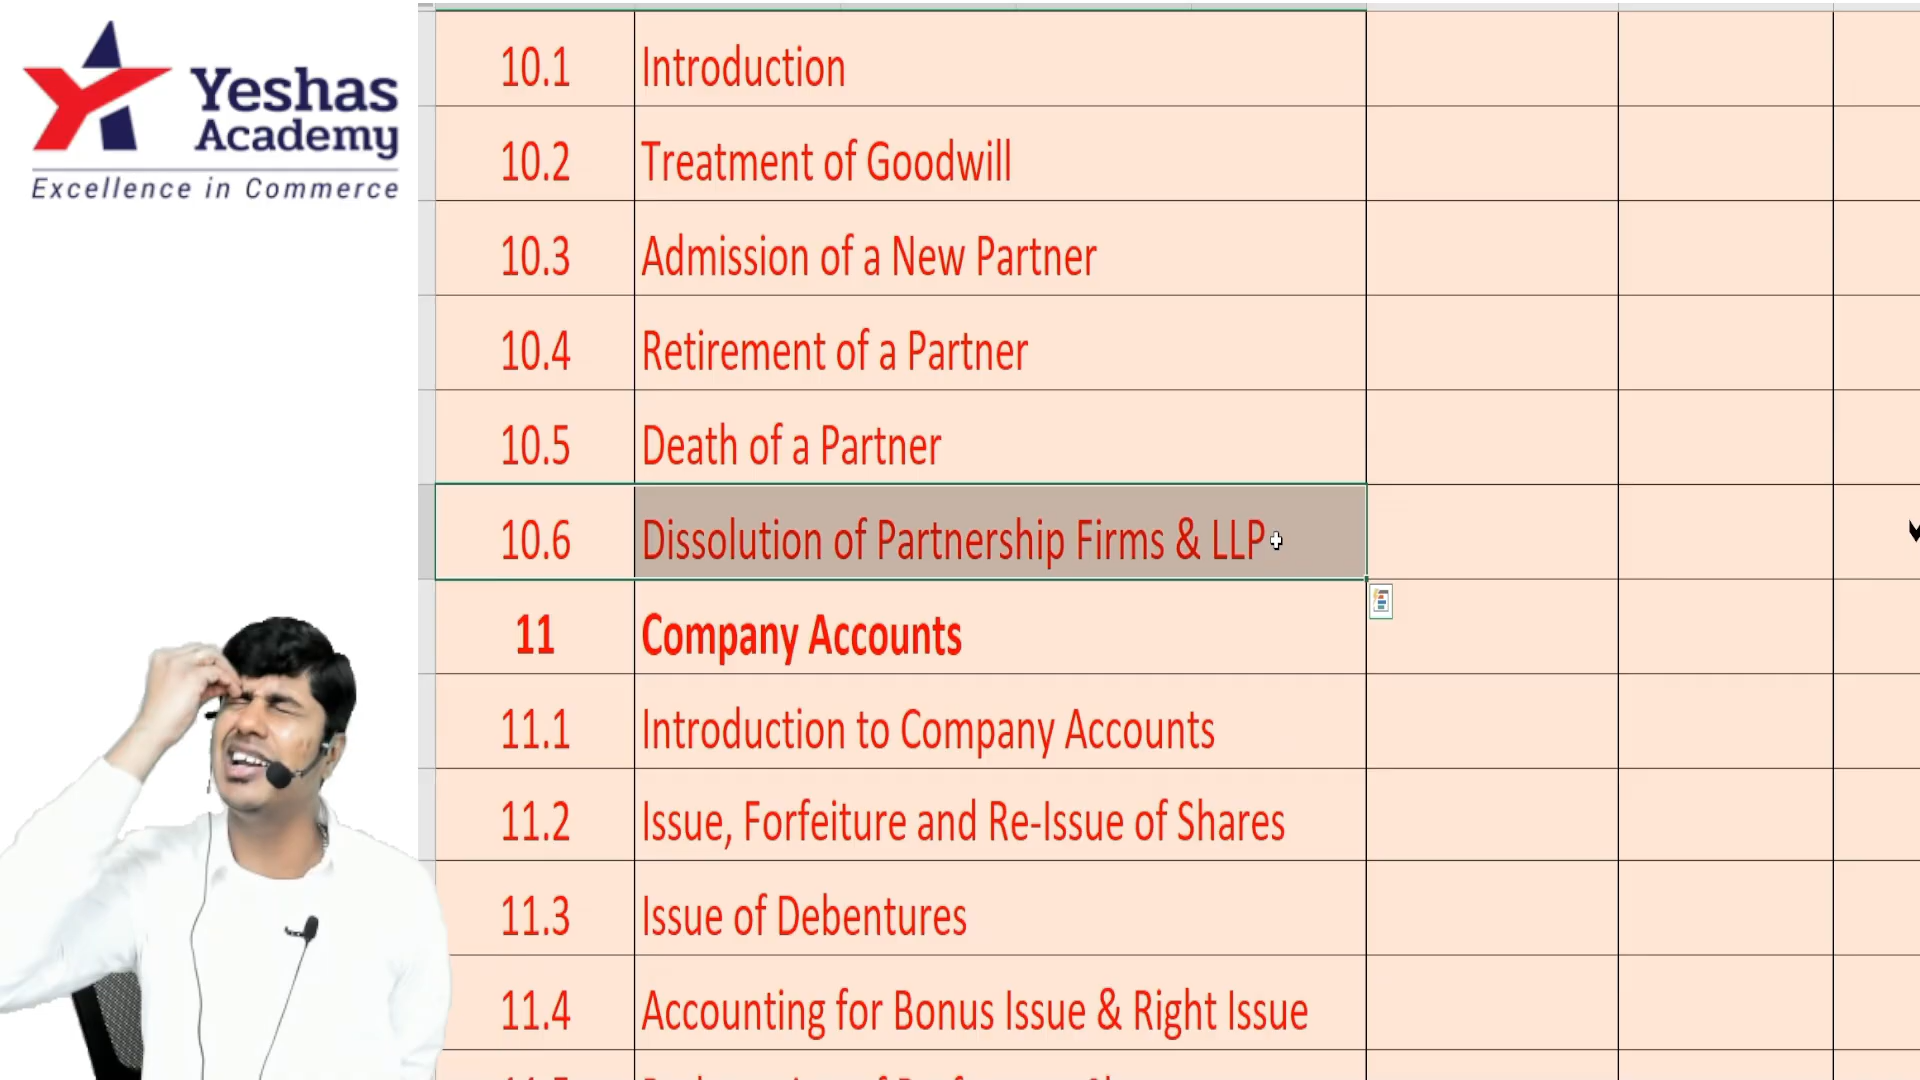 Yeshas
Academy
Excellence in Commerce
10.1 Introduction
10.2 Treatment of Goodwill
10.3 Admission of a New Partner
10.4 Retirement of a Partner
10.5 Death of a Partner
10.6 Dissolution of Partnership Firms & LLP
11 Company Accounts
11.1 Introduction to Company Accounts
11.2 Issue, Forfeiture and Re-Issue of Shares
11.3 Issue of Debentures
11.4 Accounting for Bonus Issue & Right Issue